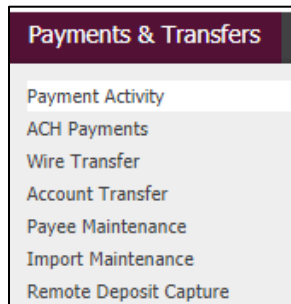 Payments & Transfers
Payment Activity
ACH Payments
Wire Transfer
Account Transfer
Payee Maintenance
Import Maintenance
Remote Deposit Capture